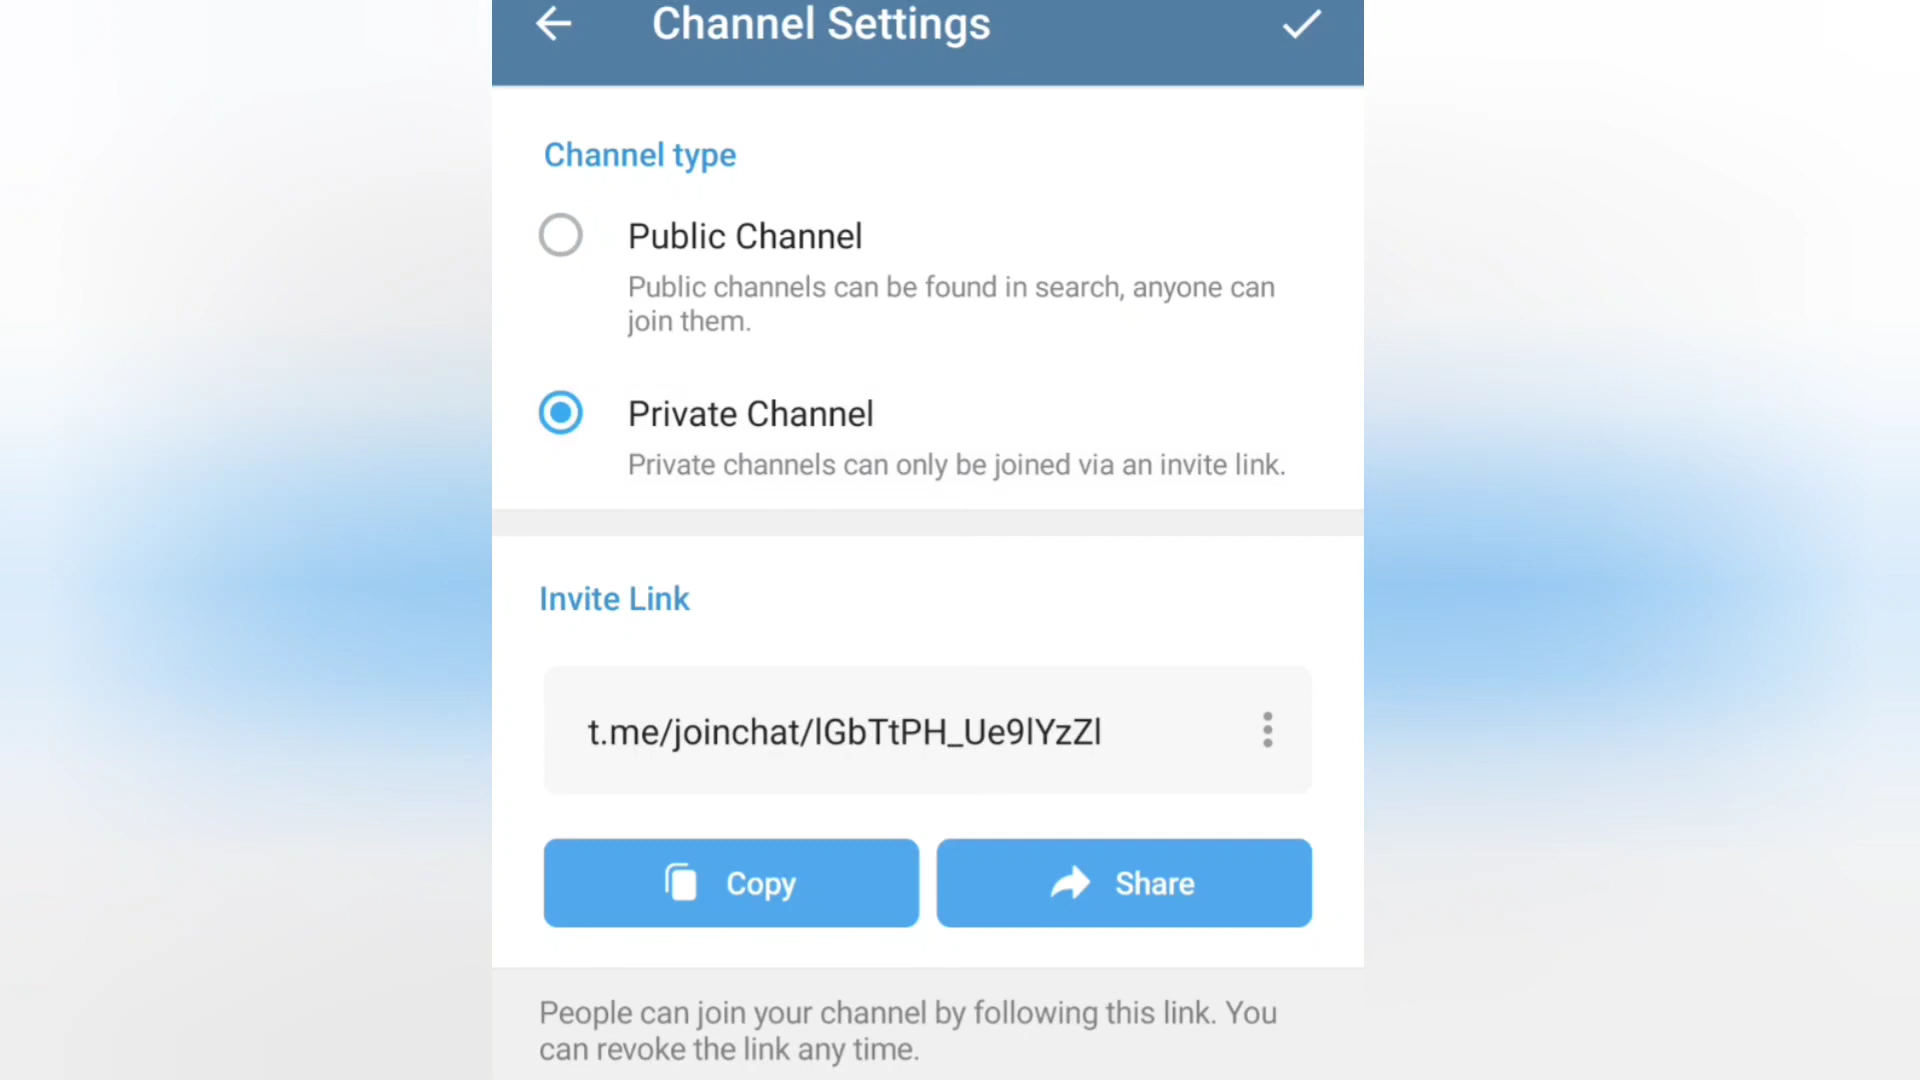 Channel Settings
Channel type
Public Channel
Public channels can be found in search, anyone can
join them.
Private Channel
Private channels can only be joined via an invite link.
Invite Link
t.me/joinchat/lGbTtPH_Ue9lYzZl
Copy
Share
People can join your channel by following this link. You
can revoke the link any time.